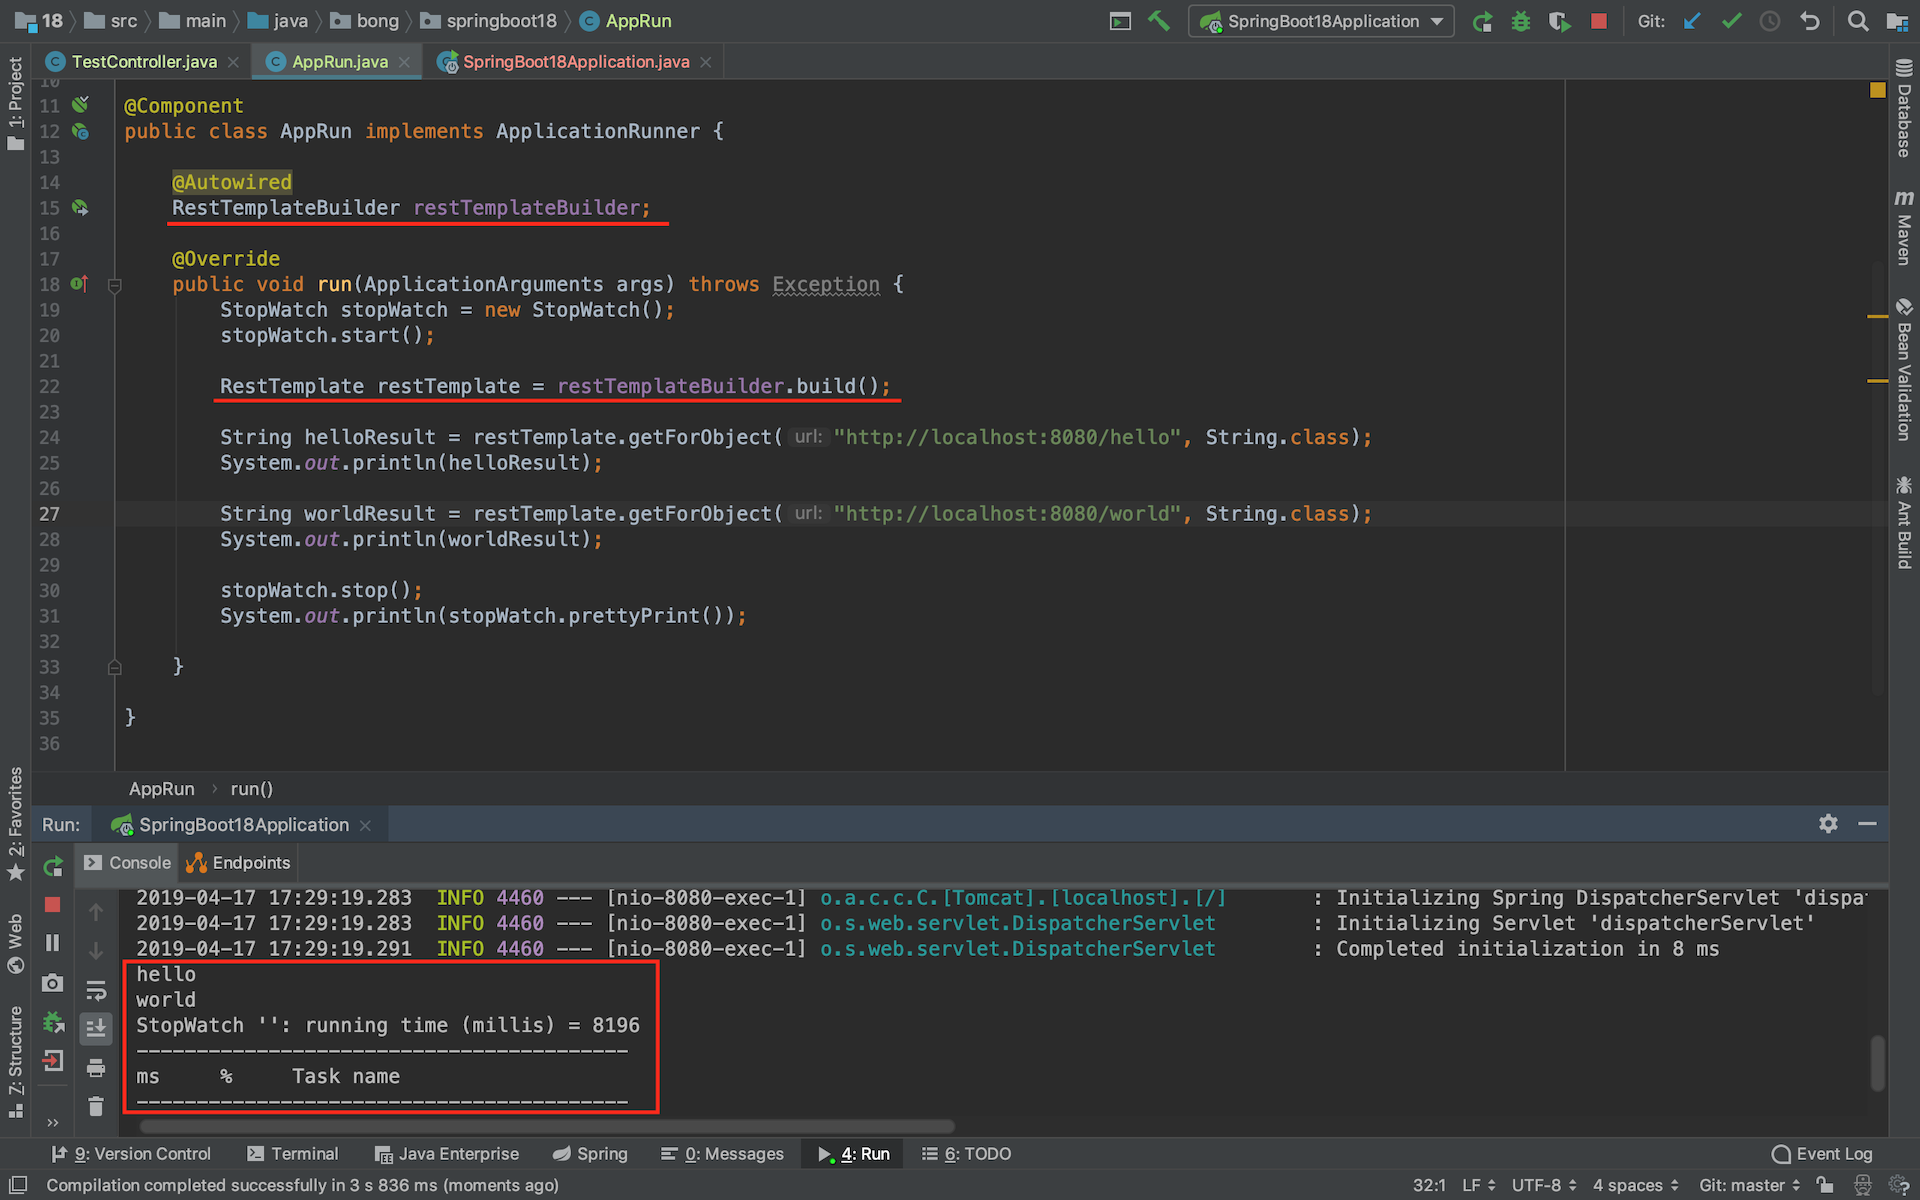 18 src main java bong springboot18 AppRun SpringBoot18Application Git:
TestController.java AppRun.java SpringBoot18Application.java
1: Project
2: Favorites
Web
Z: Structure
Database
Maven
Bean Validation
Ant Build
10
11 @Component
12 public class AppRun implements ApplicationRunner {
13
14 @Autowired
15 RestTemplateBuilder restTemplateBuilder;
16
17 @Override
18 public void run(ApplicationArguments args) throws Exception {
19 StopWatch stopWatch = new StopWatch();
20 stopWatch.start();
21
22 RestTemplate restTemplate = restTemplateBuilder.build();
23
24 String helloResult = restTemplate.getForObject( url: "http://localhost:8080/hello", String.class);
25 System.out.println(helloResult);
26
27 String worldResult = restTemplate.getForObject( url: "http://localhost:8080/world", String.class);
28 System.out.println(worldResult);
29
30 stopWatch.stop();
31 System.out.println(stopWatch.prettyPrint());
32
33 }
34
35 }
36
AppRun › run()
Run: SpringBoot18Application
Console Endpoints
2019-04-17 17:29:19.283 INFO 4460 --- [nio-8080-exec-1] o.a.c.c.C.[Tomcat].[localhost].[/] : Initializing Spring DispatcherServlet 'dispa
2019-04-17 17:29:19.283 INFO 4460 --- [nio-8080-exec-1] o.s.web.servlet.DispatcherServlet : Initializing Servlet 'dispatcherServlet'
2019-04-17 17:29:19.291 INFO 4460 --- [nio-8080-exec-1] o.s.web.servlet.DispatcherServlet : Completed initialization in 8 ms
hello
world
StopWatch '': running time (millis) = 8196
-----------------------------------------
ms % Task name
-----------------------------------------
9: Version Control Terminal Java Enterprise Spring 0: Messages 4: Run 6: TODO Event Log
Compilation completed successfully in 3 s 836 ms (moments ago) 32:1 LF UTF-8 4 spaces Git: master